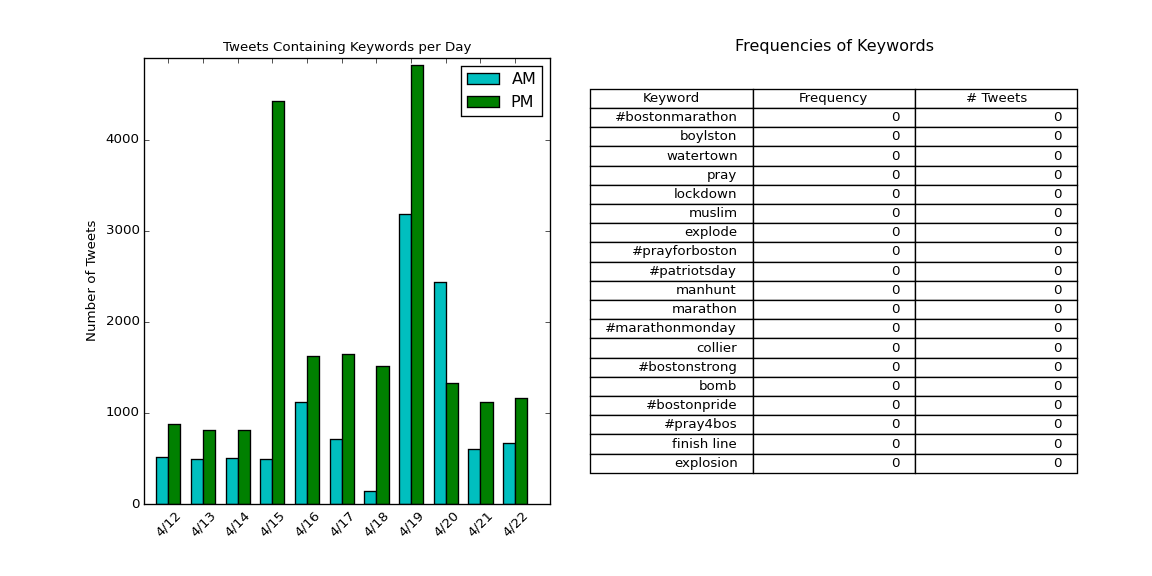 Tweets Containing Keywords per Day
AM
PM
Number of Tweets
4000
3000
2000
1000
0
4/12 4/13 4/14 4/15 4/16 4/17 4/18 4/19 4/20 4/21 4/22
Frequencies of Keywords
Keyword Frequency # Tweets
#bostonmarathon 0 0
boylston 0 0
watertown 0 0
pray 0 0
lockdown 0 0
muslim 0 0
explode 0 0
#prayforboston 0 0
#patriotsday 0 0
manhunt 0 0
marathon 0 0
#marathonmonday 0 0
collier 0 0
#bostonstrong 0 0
bomb 0 0
#bostonpride 0 0
#pray4bos 0 0
finish line 0 0
explosion 0 0